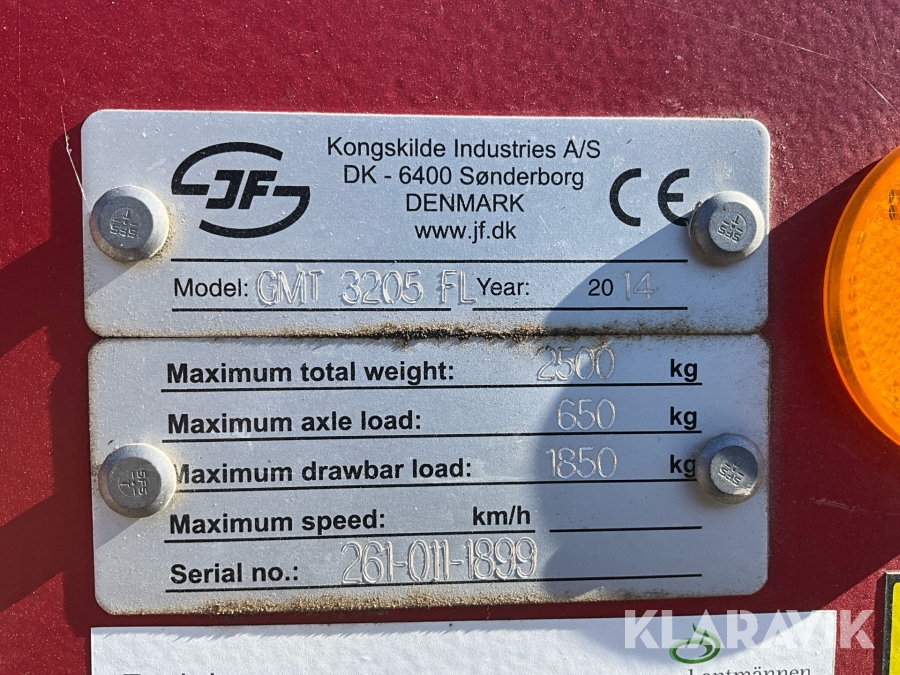 KLARAVIK
JF
Kongskilde Industries A/S
DK - 6400 Sønderborg
DENMARK
www.jf.dk
CE
Model: GMT 3205 FL Year: 2014
Maximum total weight: 2500 kg
Maximum axle load: 650 kg
Maximum drawbar load: 1850 kg
Maximum speed: km/h
Serial no.: 261-011-1899
KLARAVIK